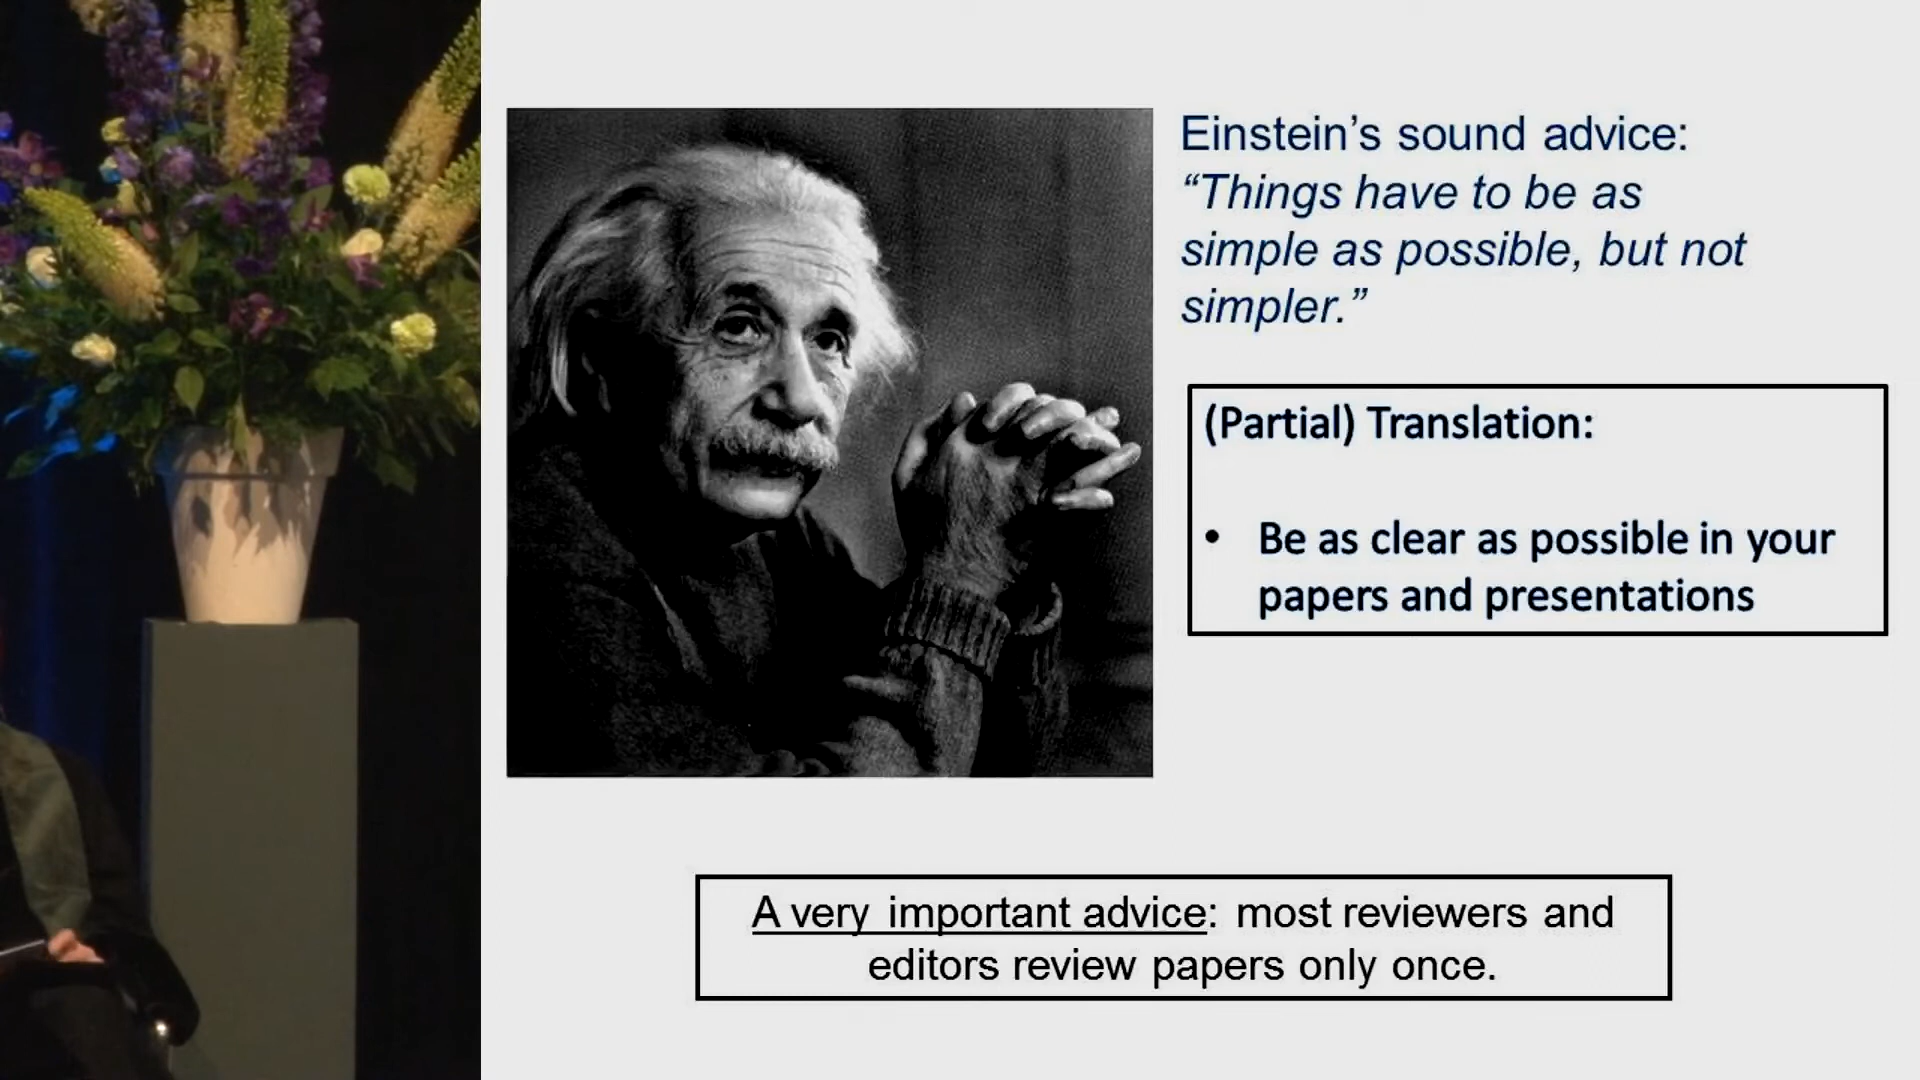 Einstein’s sound advice:
“Things have to be as
simple as possible, but not
simpler.”
(Partial) Translation:
• Be as clear as possible in your
papers and presentations
A very important advice: most reviewers and
editors review papers only once.